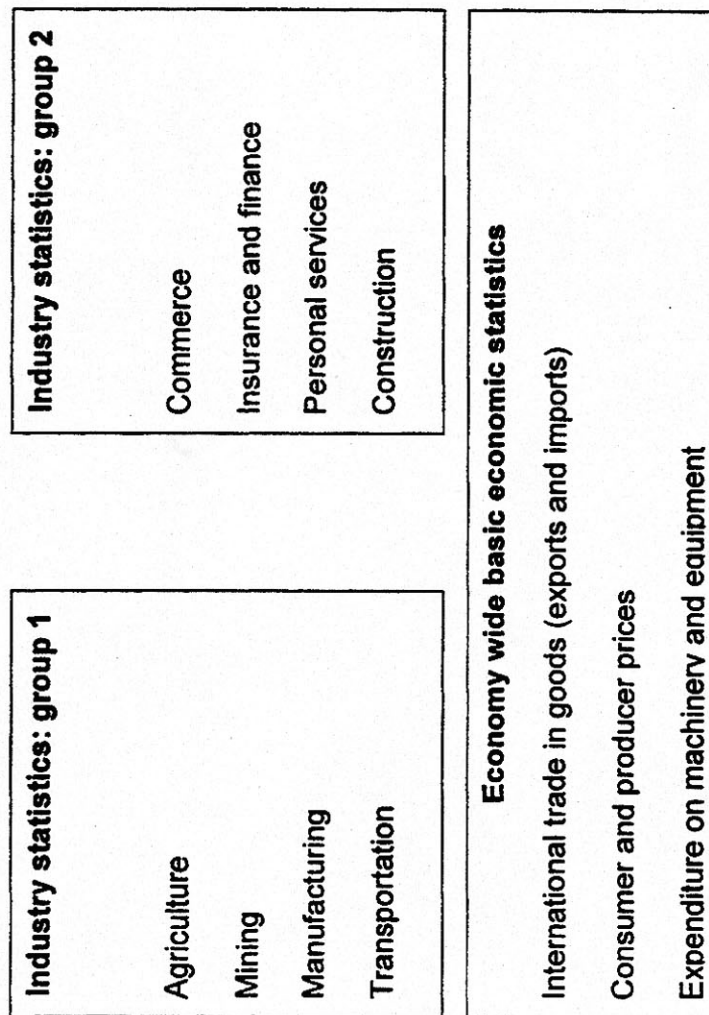 Industry statistics: group 1
Agriculture
Mining
Manufacturing
Transportation
Industry statistics: group 2
Commerce
Insurance and finance
Personal services
Construction
Economy wide basic economic statistics
International trade in goods (exports and imports)
Consumer and producer prices
Expenditure on machinery and equipment